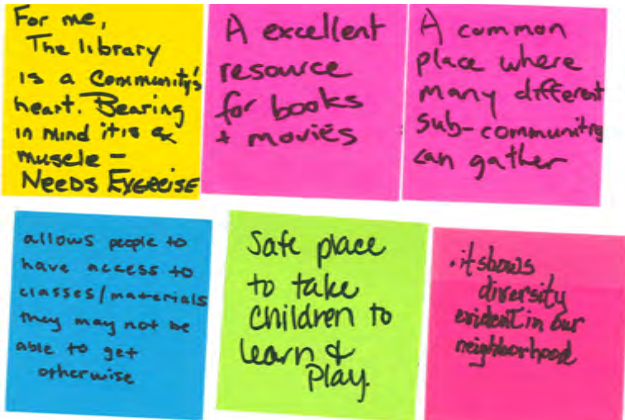 For me,
The library
is a Community's
heart. Bearing
in mind it is a
muscle -
NEEDS EXERCISE
A excellent
resource
for books
+ movies
A common
place where
many different
sub-communities
can gather
allows people to
have access to
classes/materials
they may not be
able to get
otherwise
Safe place
to take
children to
learn &
Play.
. it shows
diversity
evident in our
neighborhood